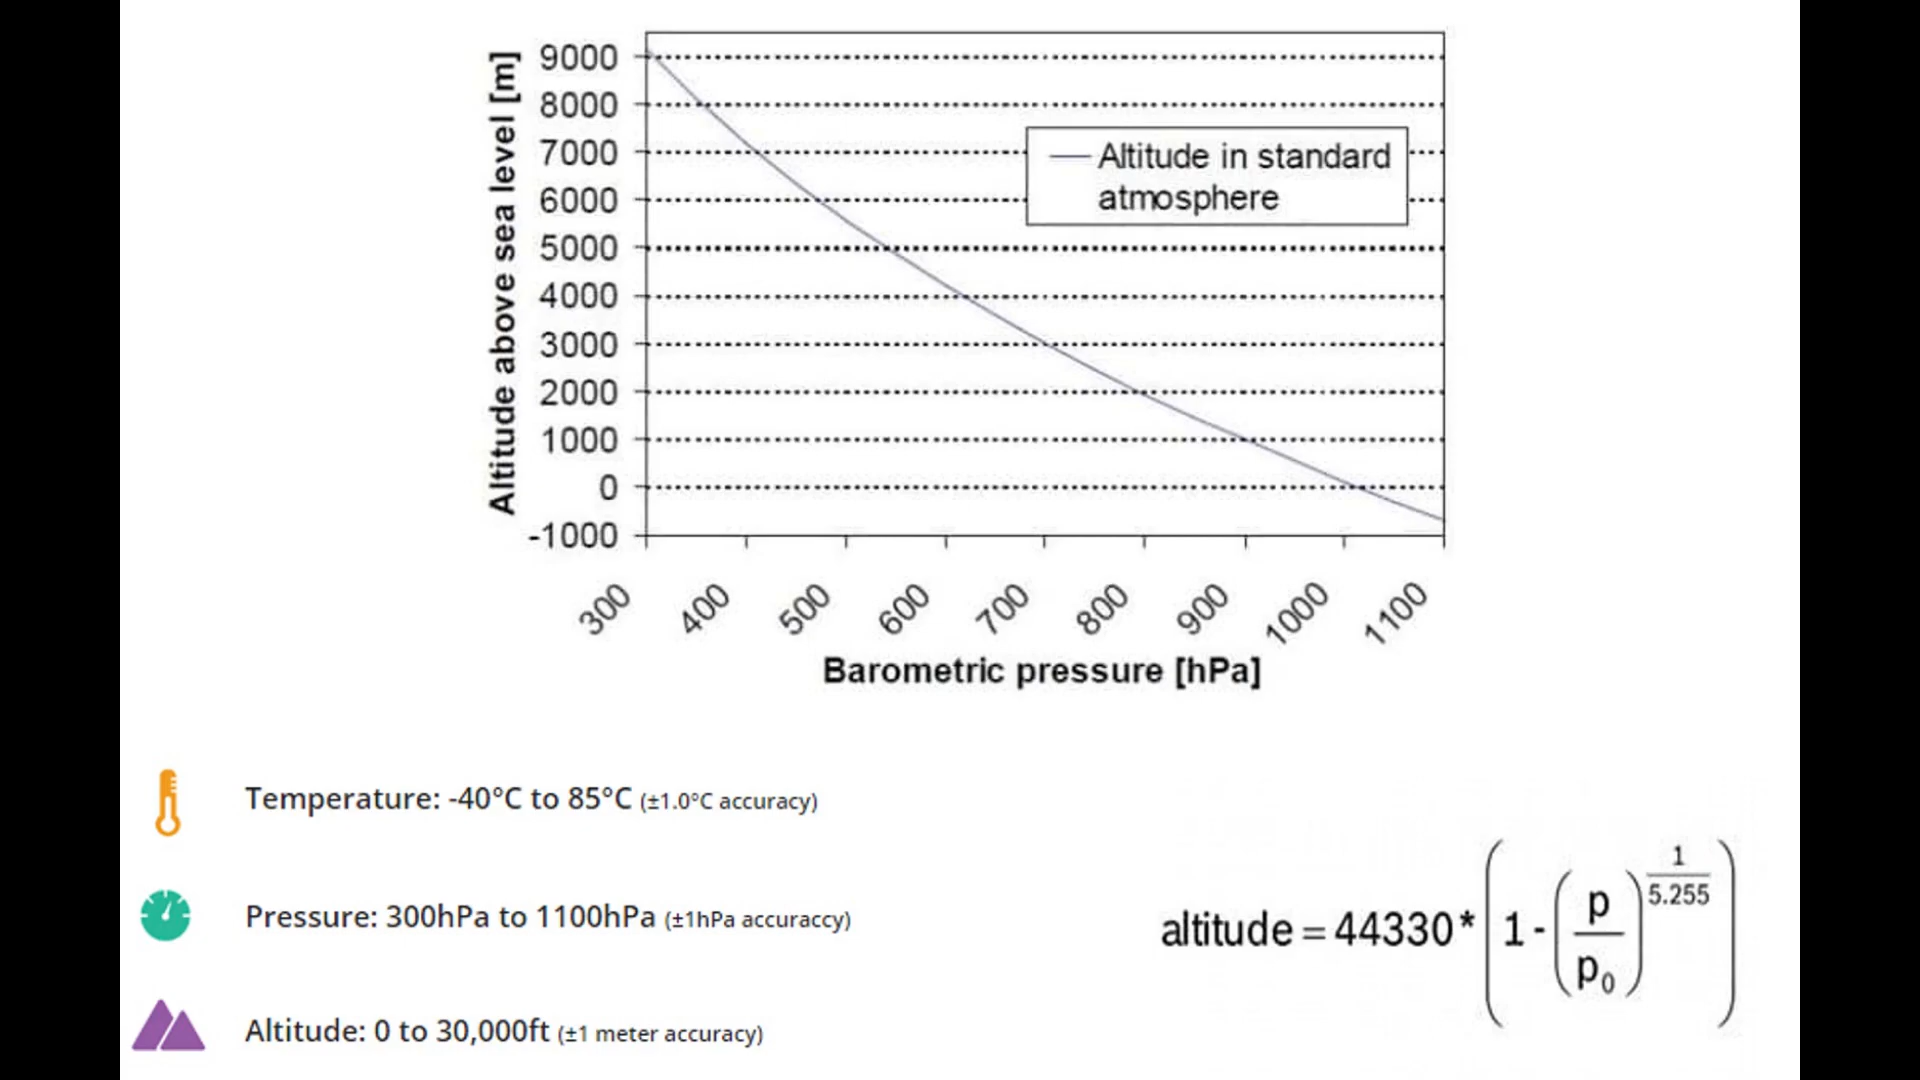 Altitude above sea level [m]
9000
8000
7000
6000
5000
4000
3000
2000
1000
0
-1000
Altitude in standard
atmosphere
300
400
500
600
700
800
900
1000
1100
Barometric pressure [hPa]
Temperature: -40°C to 85°C (±1.0°C accuracy)
Pressure: 300hPa to 1100hPa (±1hPa accuraccy)
Altitude: 0 to 30,000ft (±1 meter accuracy)
altitude = 44330 * (1 - (p / p₀)^(1 / 5.255))